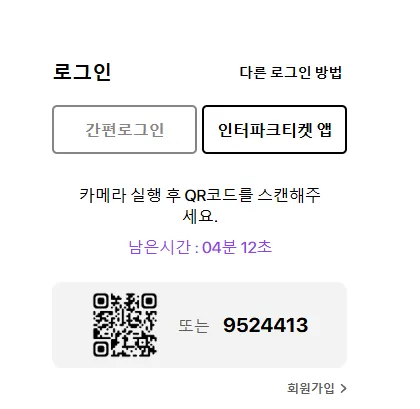 로그인
다른 로그인 방법
간편로그인
인터파크티켓 앱
카메라 실행 후 QR코드를 스캔해주
세요.
남은시간 : 04분 12초
또는 9524413
회원가입